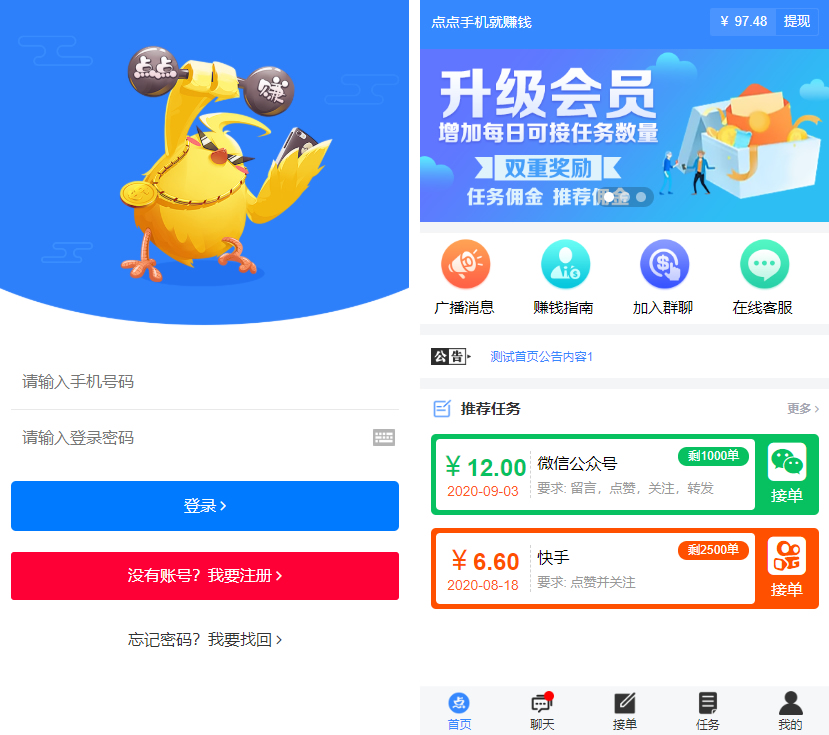 点点
赚
请输入手机号码
请输入登录密码
登录 >
没有账号？我要注册 >
忘记密码？我要找回 >
点点手机就赚钱
￥ 97.48 提现
升级会员
增加每日可接任务数量
双重奖励
任务佣金 推荐佣金
广播消息 赚钱指南 加入群聊 在线客服
公告 测试首页公告内容1
推荐任务 更多 >
￥12.00 微信公众号 剩1000单
2020-09-03 要求: 留言，点赞，关注，转发 接单
￥6.60 快手 剩2500单
2020-08-18 要求: 点赞并关注 接单
点
首页 聊天 接单 任务 我的